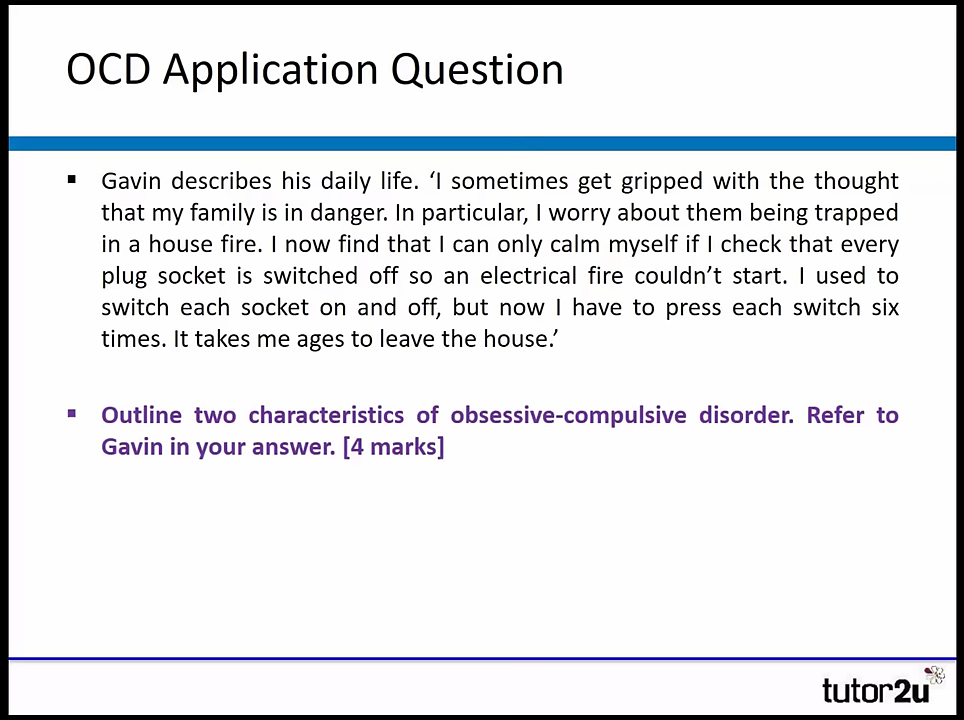 OCD Application Question
▪ Gavin describes his daily life. ‘I sometimes get gripped with the thought
that my family is in danger. In particular, I worry about them being trapped
in a house fire. I now find that I can only calm myself if I check that every
plug socket is switched off so an electrical fire couldn’t start. I used to
switch each socket on and off, but now I have to press each switch six
times. It takes me ages to leave the house.’
▪ Outline two characteristics of obsessive-compulsive disorder. Refer to
Gavin in your answer. [4 marks]
tutor2u